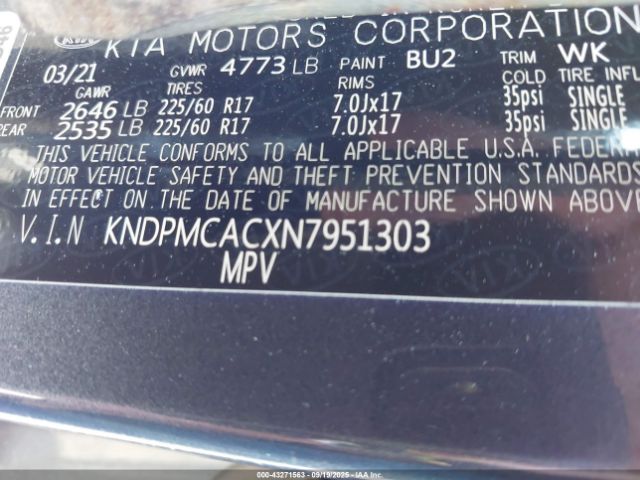 KIA MOTORS CORPORATION
03/21 GVWR 4773 LB PAINT BU2 TRIM WK
GAWR TIRES RIMS COLD TIRE INFL
FRONT 2646 LB 225/60 R17 7.0Jx17 35psi SINGLE
REAR 2535 LB 225/60 R17 7.0Jx17 35psi SINGLE
THIS VEHICLE CONFORMS TO ALL APPLICABLE U.S.A. FEDERA
MOTOR VEHICLE SAFETY AND THEFT PREVENTION STANDARDS
IN EFFECT ON THE DATE OF MANUFACTURE SHOWN ABOVE
V.I.N KNDPMCACXN7951303
MPV
000-43271563 09/19/2025 IAAI.com